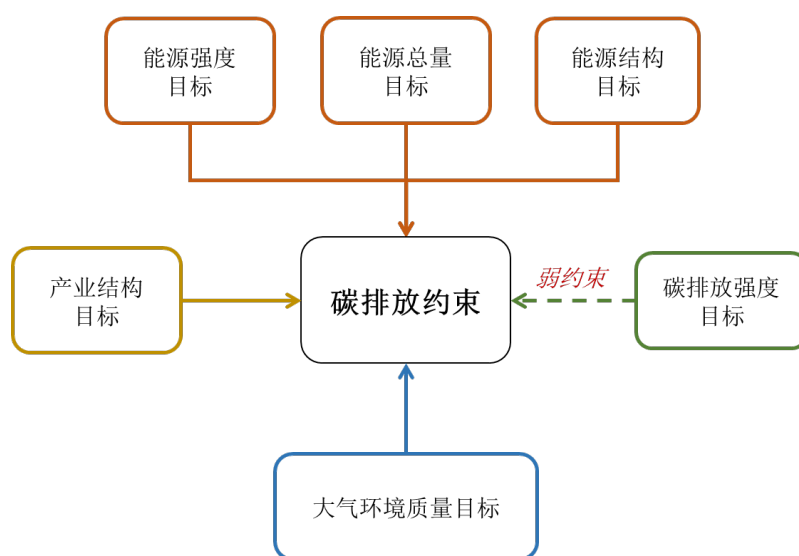 能源强度
目标
能源总量
目标
能源结构
目标
产业结构
目标
碳排放约束
弱约束
碳排放强度
目标
大气环境质量目标